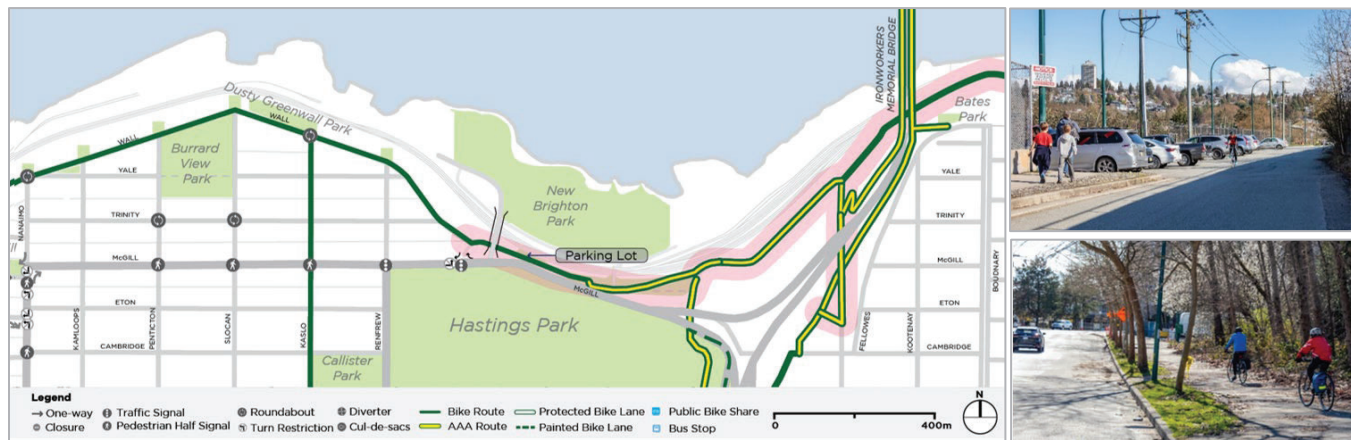 IRONWORKERS
MEMORIAL BRIDGE
Dusty Greenwall Park
WALL
WALL
Bates
Park
Burrard
View
Park
YALE
YALE
New
Brighton
Park
NANAIMO
TRINITY
TRINITY
Parking Lot
McGILL
McGILL
McGILL
BOUDNARY
ETON
ETON
Hastings Park
KAMLOOPS
PENTICTON
SLOCAN
KASLO
RENFREW
FELLOWES
KOOTENAY
CAMBRIDGE
CAMBRIDGE
Callister
Park
Legend
One-way
Traffic Signal
Roundabout
Diverter
Bike Route
Protected Bike Lane
Public Bike Share
Closure
Pedestrian Half Signal
Turn Restriction
Cul-de-sacs
AAA Route
Painted Bike Lane
Bus Stop
0
400m
N